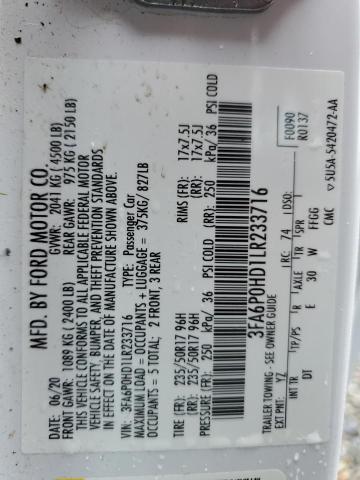 MFD. BY FORD MOTOR CO.
GVWR: 2041 KG ( 4500 LB)
06/20
FRONT GAWR: 1089 KG ( 2400 LB) REAR GAWR: 975 KG ( 2150 LB)
THIS VEHICLE CONFORMS TO ALL APPLICABLE FEDERAL MOTOR
VEHICLE SAFETY, BUMPER, AND THEFT PREVENTION STANDARDS
IN EFFECT ON THE DATE OF MANUFACTURE SHOWN ABOVE.
VIN: 3FA6P0HD1LR233716 TYPE: Passenger Car
MAXIMUM LOAD = OCCUPANTS + LUGGAGE = 375KG/ 827LB
OCCUPANTS = 5 TOTAL: 2 FRONT, 3 REAR
TIRES (FR): 235/50R17 96H RIMS (FR): 17x7.5J
(RR): 235/50R17 96H (RR): 17x7.5J
PRESSURES (FR): 250 kPa/ 36 PSI COLD (RR): 250 kPa/ 36 PSI COLD
3FA6P0HD1LR233716
F0090
R0137
TRAILER TOWING - SEE OWNER GUIDE
EXT PNT: YZ RC: 74 DSO:
INT TR TP/PS R AXLE TR SPR
DT E 30 W FFGG
CMC
5U5A-5420472-AA